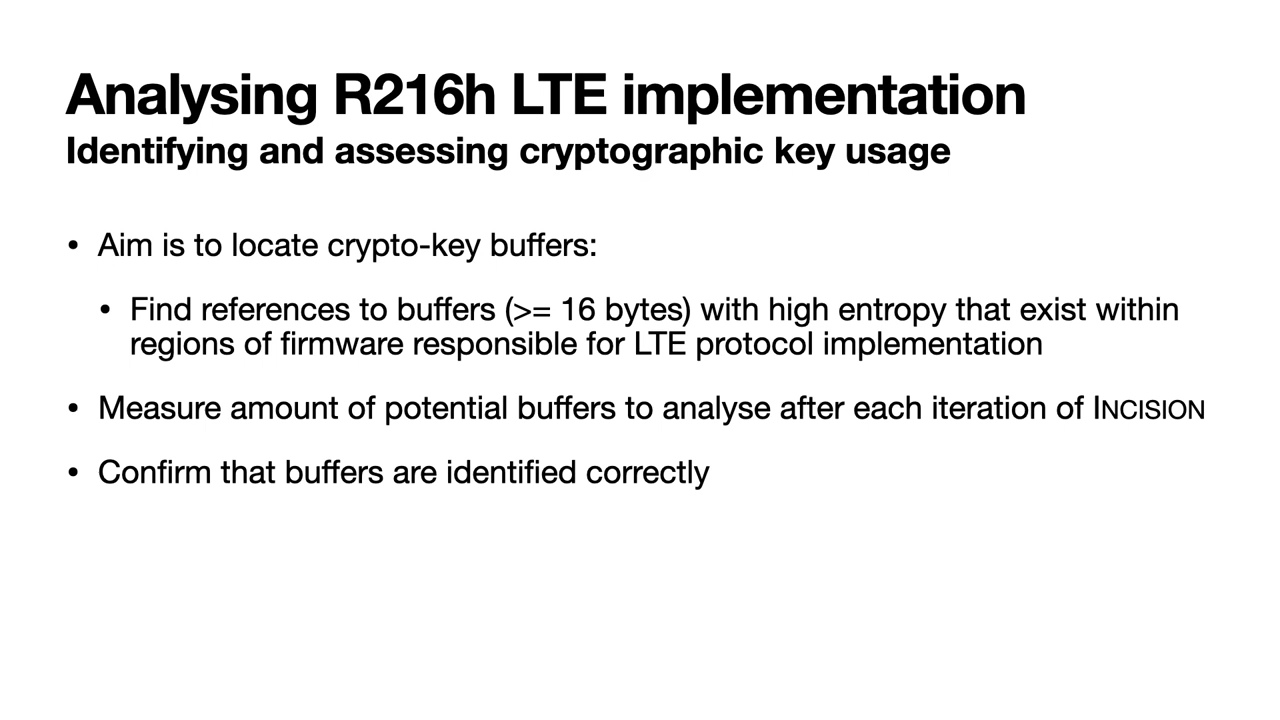 Analysing R216h LTE implementation
Identifying and assessing cryptographic key usage
• Aim is to locate crypto-key buffers:
• Find references to buffers (>= 16 bytes) with high entropy that exist within
regions of firmware responsible for LTE protocol implementation
• Measure amount of potential buffers to analyse after each iteration of INCISION
• Confirm that buffers are identified correctly